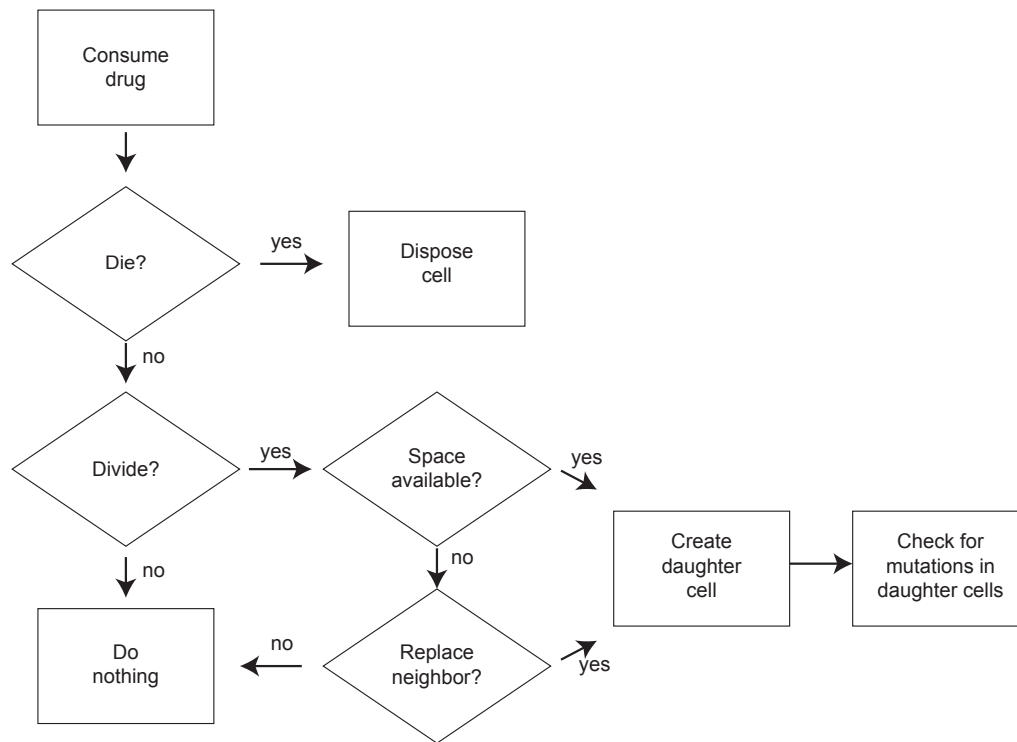 Consume
drug
Die?
yes
Dispose
cell
no
Divide?
yes
Space
available?
yes
no
no
Create
daughter
cell
Check for
mutations in
daughter cells
Do
nothing
no
Replace
neighbor?
yes